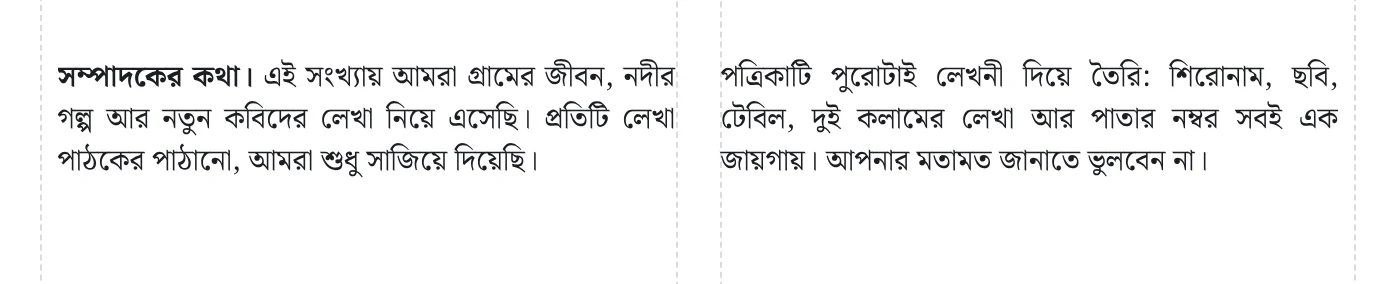 সম্পাদকের কথা। এই সংখ্যায় আমরা গ্রামের জীবন, নদীর
গল্প আর নতুন কবিদের লেখা নিয়ে এসেছি। প্রতিটি লেখা
পাঠকের পাঠানো, আমরা শুধু সাজিয়ে দিয়েছি।
পত্রিকাটি পুরোটাই লেখনী দিয়ে তৈরি: শিরোনাম, ছবি,
টেবিল, দুই কলামের লেখা আর পাতার নম্বর সবই এক
জায়গায়। আপনার মতামত জানাতে ভুলবেন না।